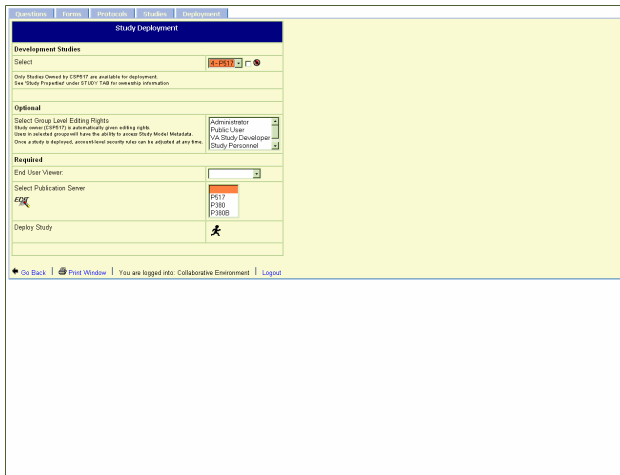 Questions Forms Protocols Studies Deployment
Study Deployment
Development Studies
Select
4 - P517
Only Studies Owned by CSP517 are available for deployment.
See 'Study Properties' under STUDY TAB for ownership information
Optional
Select Group Level Editing Rights
Study owner (CSP517) is automatically given editing rights.
Users in selected groups will have the ability to access Study Model Metadata.
Once a study is deployed, account-level security rules can be adjusted at any time.
Administrator
Public User
VA Study Developer
Study Personnel
Required
End User Viewer:
Select Publication Server
EDIT
P517
P380
P380B
Deploy Study
Go Back | Print Window | You are logged into: Collaborative Environment | Logout